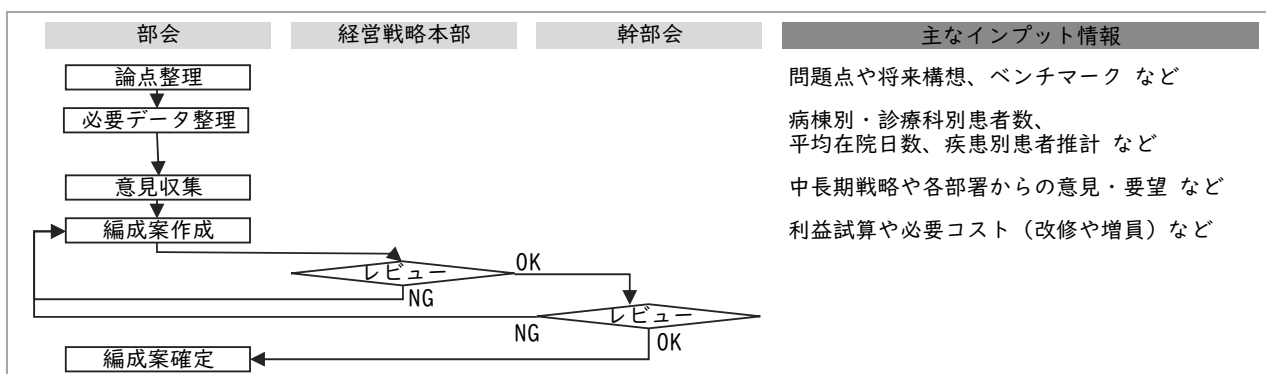 部会
経営戦略本部
幹部会
主なインプット情報
論点整理
問題点や将来構想、ベンチマーク など
必要データ整理
病棟別・診療科別患者数、
平均在院日数、疾患別患者推計 など
意見収集
中長期戦略や各部署からの意見・要望 など
編成案作成
利益試算や必要コスト（改修や増員）など
レビュー
OK
NG
レビュー
NG
OK
編成案確定